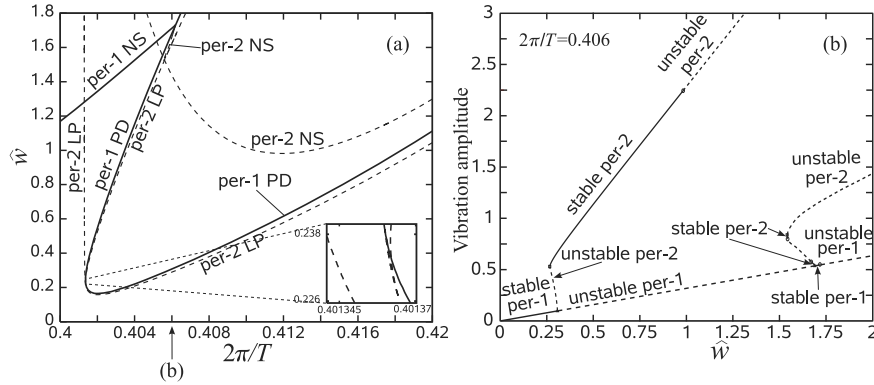 1.8
1.6
1.4
1.2
1
0.8
0.6
0.4
0.2
0
ŵ
(a)
per-1 NS
per-2 NS
per-2 LP
per-1 PD
per-2 LP
per-2 NS
per-1 PD
per-2 LP
0.238
0.226
0.401345
0.40137
0.4
0.404
0.408
0.412
0.416
0.42
2π/T
(b)
3
2.5
2
1.5
1
0.5
0
Vibration amplitude
2π/T=0.406
(b)
unstable
per-2
stable per-2
unstable
per-2
stable per-2
unstable
per-1
unstable per-2
stable
per-1
unstable per-1
stable per-1
0
0.25
0.5
0.75
1
1.25
1.5
1.75
2
ŵ